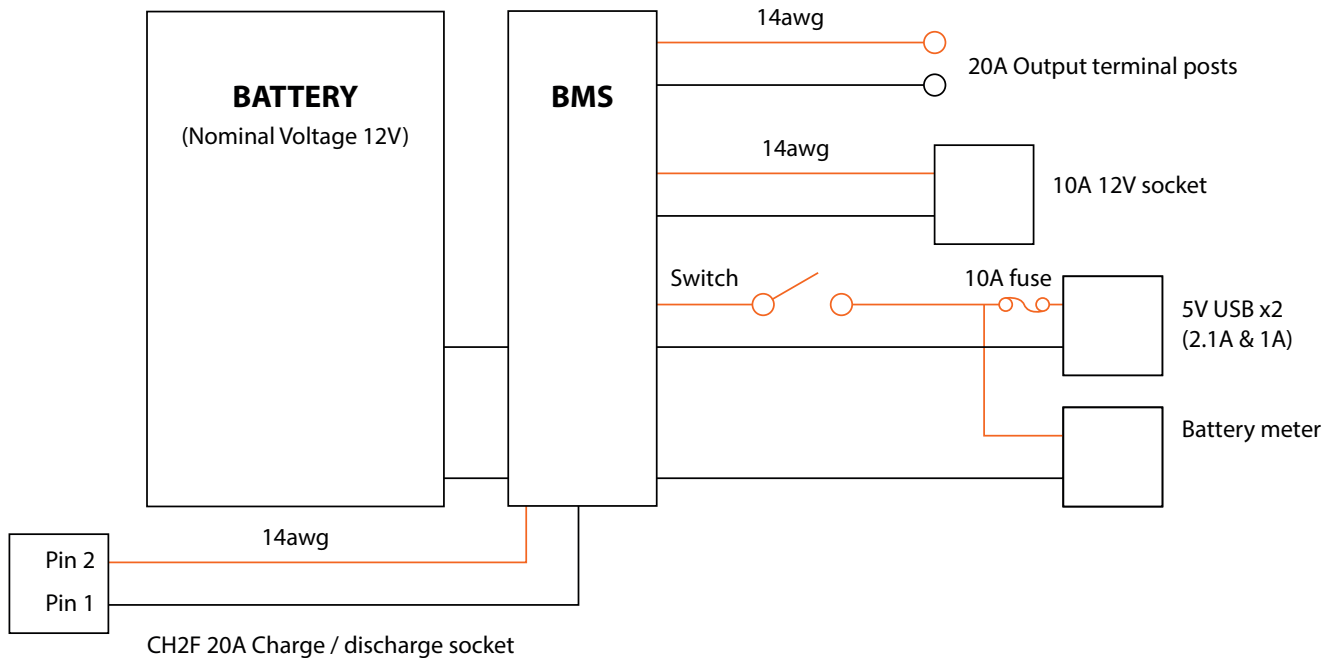 14awg
20A Output terminal posts
BATTERY
(Nominal Voltage 12V)
BMS
14awg
10A 12V socket
Switch
10A fuse
5V USB x2
(2.1A & 1A)
Battery meter
14awg
Pin 2
Pin 1
CH2F 20A Charge / discharge socket